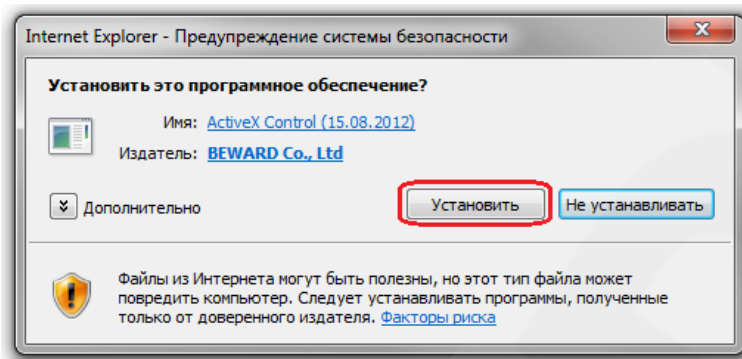 Internet Explorer - Предупреждение системы безопасности
Установить это программное обеспечение?
Имя: ActiveX Control (15.08.2012)
Издатель: BEWARD Co., Ltd
Дополнительно
Установить
Не устанавливать
Файлы из Интернета могут быть полезны, но этот тип файла может
повредить компьютер. Следует устанавливать программы, полученные
только от доверенного издателя. Факторы риска